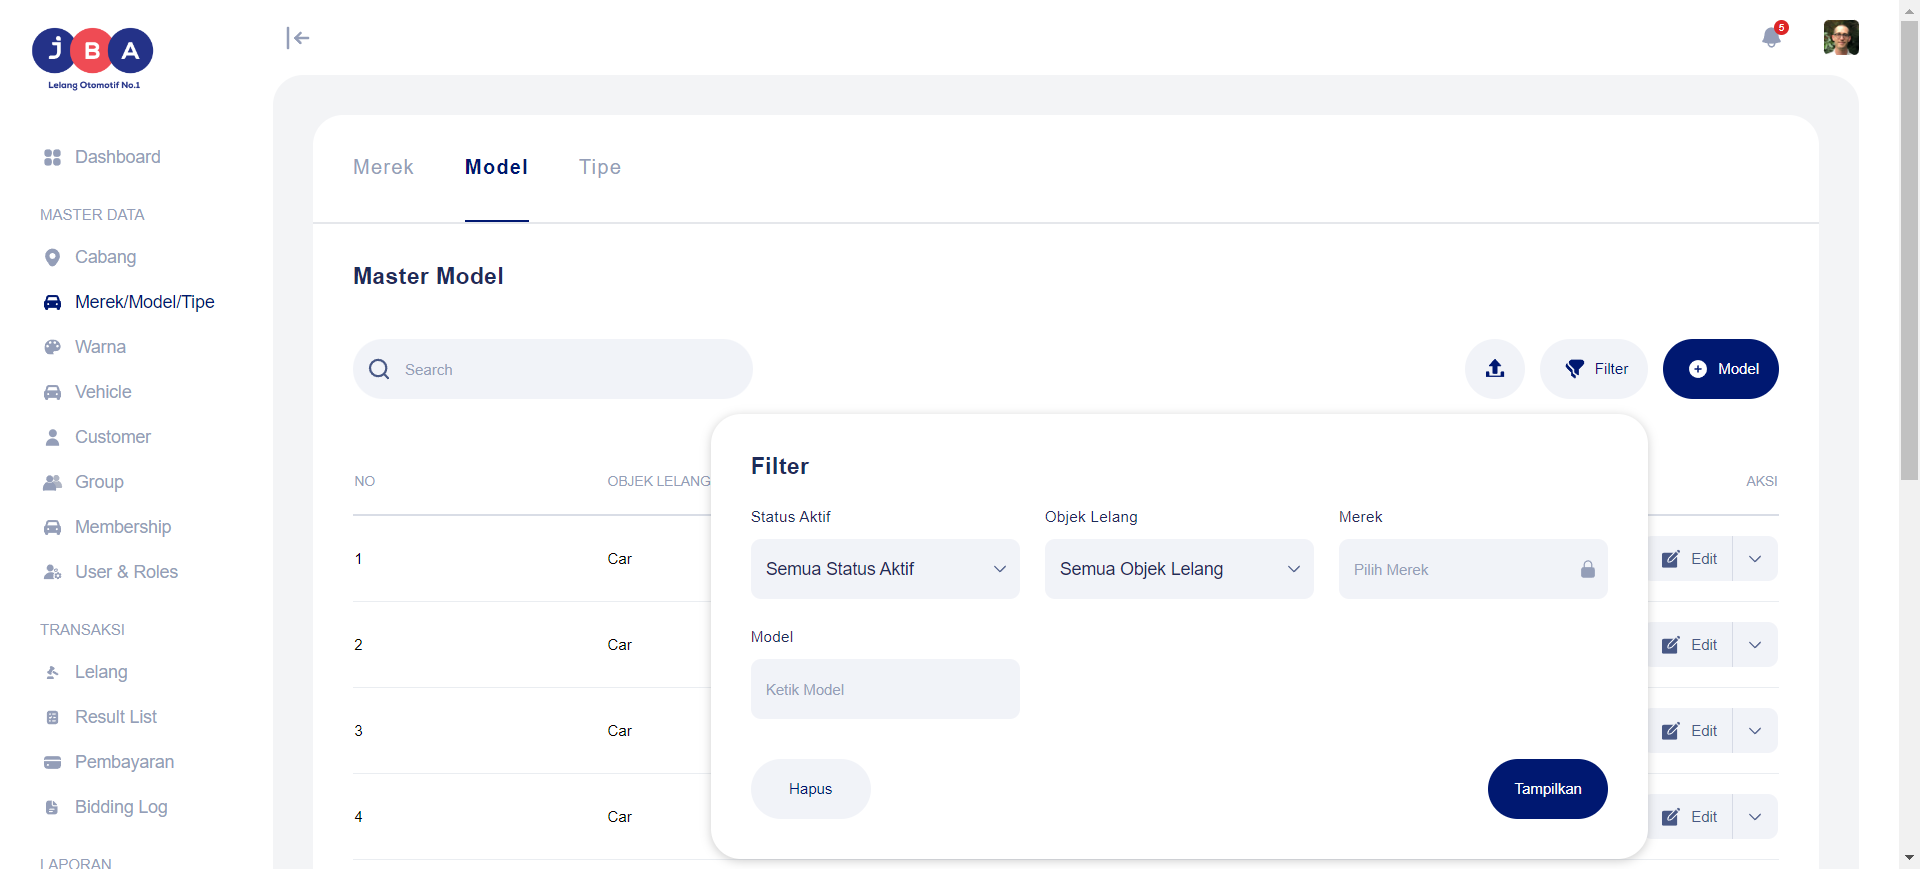 JBA
Lelang Otomotif No.1
5
Dashboard
MASTER DATA
Cabang
Merek/Model/Tipe
Warna
Vehicle
Customer
Group
Membership
User & Roles
TRANSAKSI
Lelang
Result List
Pembayaran
Bidding Log
LAPORAN
Merek Model Tipe
Master Model
Search
Filter
Model
NO OBJEK LELANG AKSI
1 Car Edit
2 Car Edit
3 Car Edit
4 Car Edit
Filter
Status Aktif Objek Lelang Merek
Semua Status Aktif Semua Objek Lelang Pilih Merek
Model
Ketik Model
Hapus Tampilkan